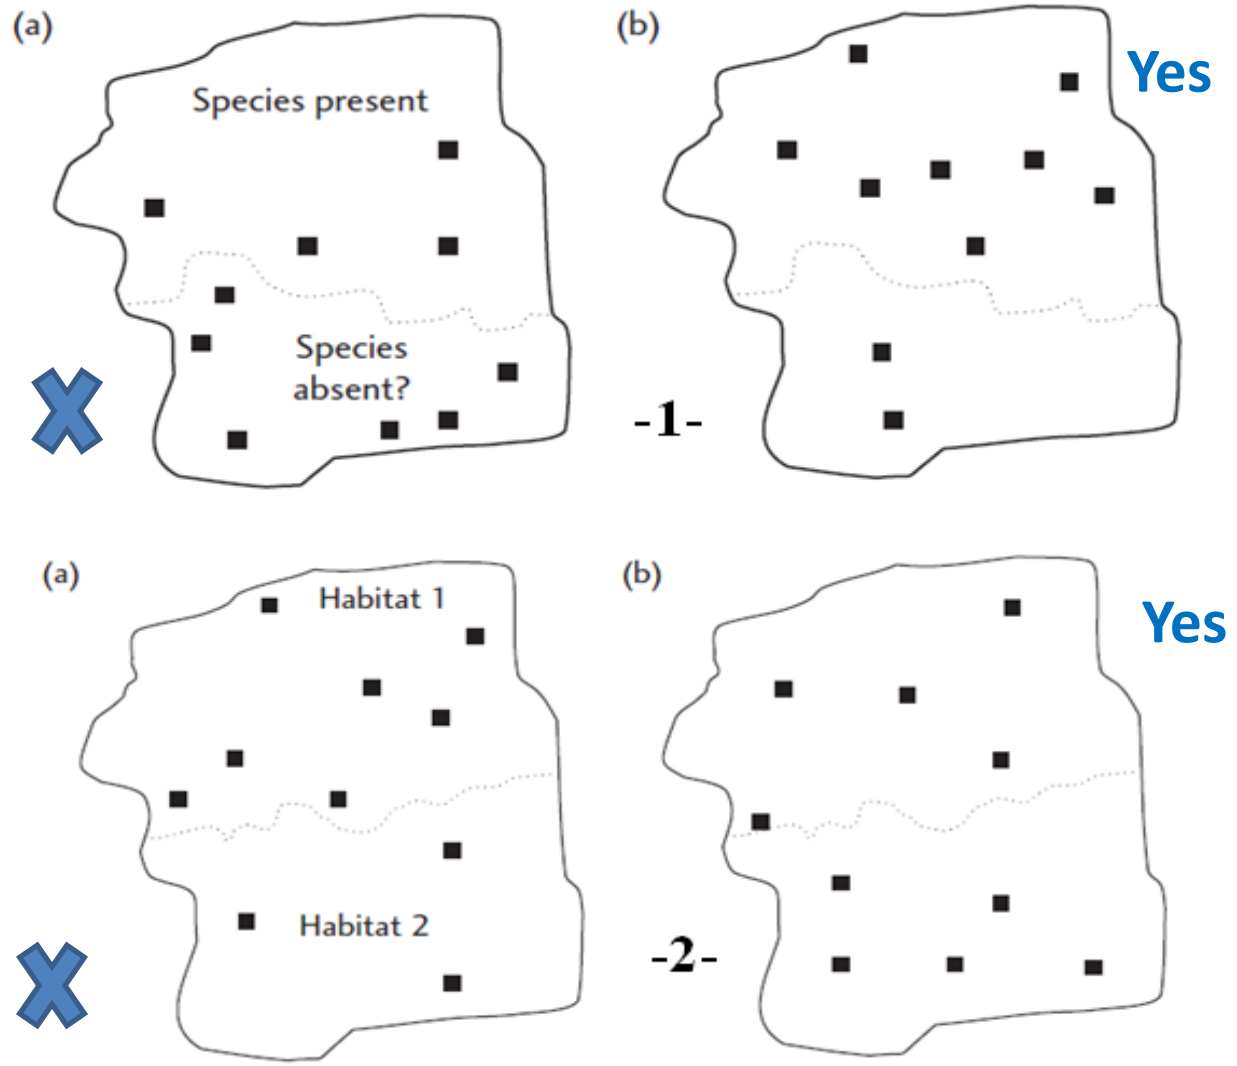 (a)
(b)
Yes
Species present
Species
absent?
-1-
(a)
(b)
Habitat 1
Yes
Habitat 2
-2-